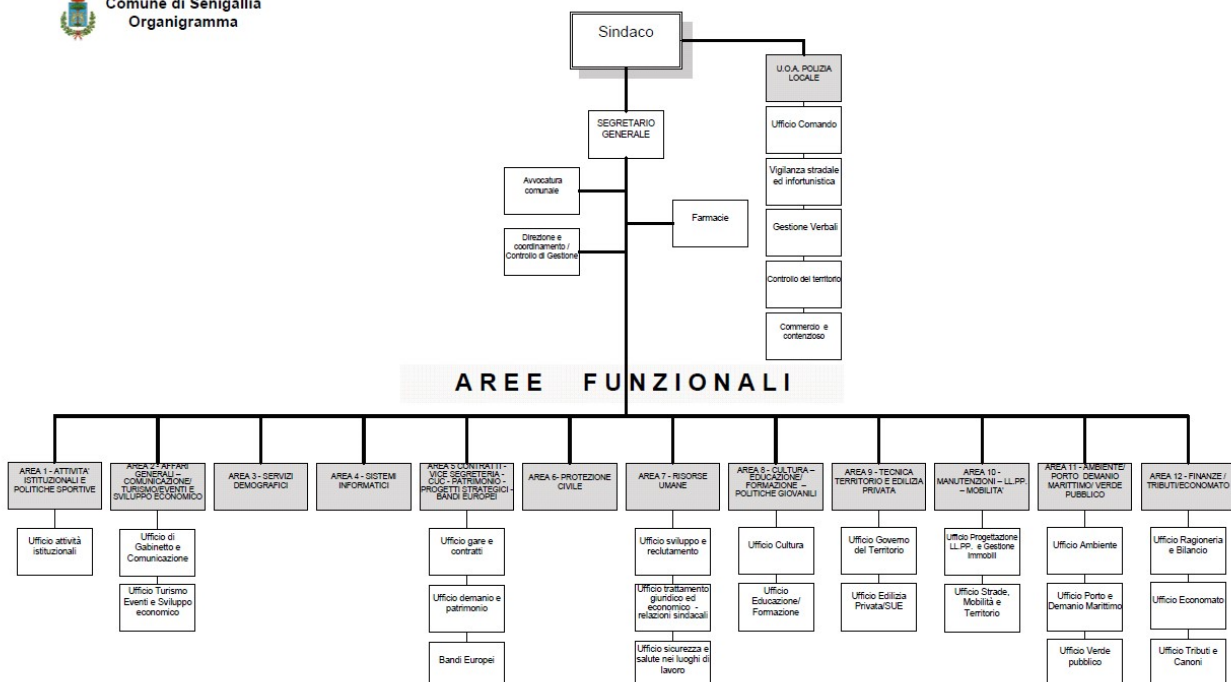 Comune di Senigallia
Organigramma
Sindaco
U.O.A. POLIZIA
LOCALE
SEGRETARIO
GENERALE
Ufficio Comando
Vigilanza stradale
ed infortunistica
Avvocatura
comunale
Farmacie
Gestione Verbali
Direzione e
coordinamento /
Controllo di Gestione
Controllo del territorio
Commercio e
contenzioso
AREE FUNZIONALI
AREA 1 - ATTIVITA'
ISTITUZIONALI E
POLITICHE SPORTIVE
Ufficio attività
istituzionali
AREA 2 - AFFARI
GENERALI –
COMUNICAZIONE/
TURISMO/EVENTI E
SVILUPPO ECONOMICO
Ufficio di
Gabinetto e
Comunicazione
Ufficio Turismo
Eventi e Sviluppo
economico
AREA 3 - SERVIZI
DEMOGRAFICI
AREA 4 - SISTEMI
INFORMATICI
AREA 5 CONTRATTI -
VICE SEGRETERIA -
CUC - PATRIMONIO -
PROGETTI STRATEGICI -
BANDI EUROPEI
Ufficio gare e
contratti
Ufficio demanio e
patrimonio
Bandi Europei
AREA 6- PROTEZIONE
CIVILE
AREA 7 - RISORSE
UMANE
Ufficio sviluppo e
reclutamento
Ufficio trattamento
giuridico ed
economico -
relazioni sindacali
Ufficio sicurezza e
salute nei luoghi di
lavoro
AREA 8 - CULTURA –
EDUCAZIONE/
FORMAZIONE –
POLITICHE GIOVANILI
Ufficio Cultura
Ufficio
Educazione/
Formazione
AREA 9 - TECNICA
TERRITORIO E EDILIZIA
PRIVATA
Ufficio Governo
del Territorio
Ufficio Edilizia
Privata/SUE
AREA 10 -
MANUTENZIONI – LL.PP.
– MOBILITA'
Ufficio Progettazione
LL.PP. e Gestione
Immobili
Ufficio Strade,
Mobilità e
Territorio
AREA 11 - AMBIENTE/
PORTO DEMANIO
MARITTIMO/ VERDE
PUBBLICO
Ufficio Ambiente
Ufficio Porto e
Demanio Marittimo
Ufficio Verde
pubblico
AREA 12 - FINANZE /
TRIBUTI/ECONOMATO
Ufficio Ragioneria
e Bilancio
Ufficio Economato
Ufficio Tributi e
Canoni